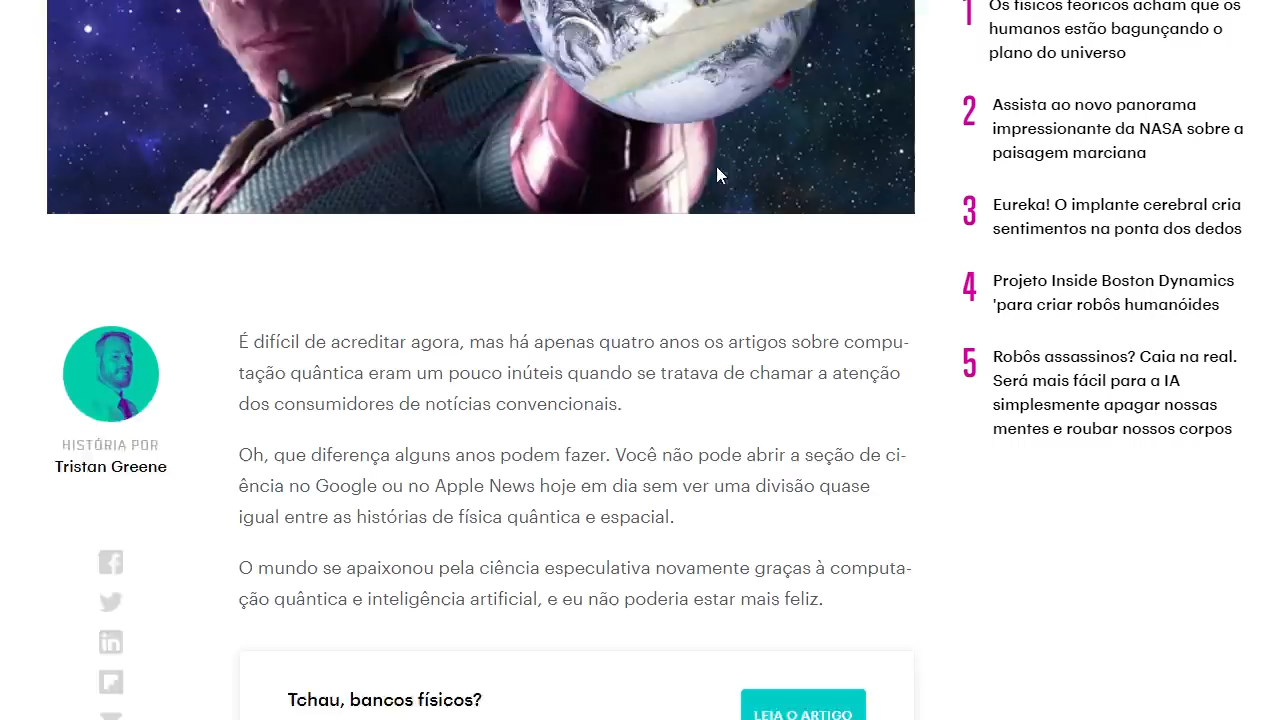 1
Os físicos teóricos acham que os
humanos estão bagunçando o
plano do universo
2
Assista ao novo panorama
impressionante da NASA sobre a
paisagem marciana
3
Eureka! O implante cerebral cria
sentimentos na ponta dos dedos
4
Projeto Inside Boston Dynamics
'para criar robôs humanóides
5
Robôs assassinos? Caia na real.
Será mais fácil para a IA
simplesmente apagar nossas
mentes e roubar nossos corpos
HISTÓRIA POR
Tristan Greene
É difícil de acreditar agora, mas há apenas quatro anos os artigos sobre compu-
tação quântica eram um pouco inúteis quando se tratava de chamar a atenção
dos consumidores de notícias convencionais.
Oh, que diferença alguns anos podem fazer. Você não pode abrir a seção de ci-
ência no Google ou no Apple News hoje em dia sem ver uma divisão quase
igual entre as histórias de física quântica e espacial.
O mundo se apaixonou pela ciência especulativa novamente graças à computa-
ção quântica e inteligência artificial, e eu não poderia estar mais feliz.
Tchau, bancos físicos?
LEIA O ARTIGO